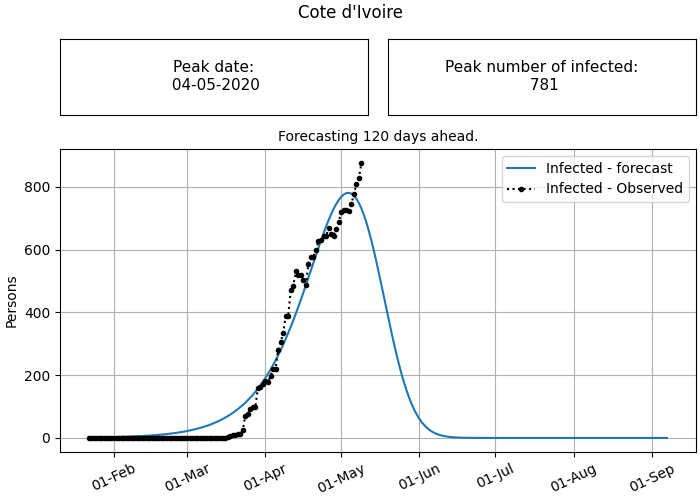 Cote d'Ivoire
Peak date:
04-05-2020
Peak number of infected:
781
Forecasting 120 days ahead.
Infected - forecast
Infected - Observed
Persons
800
600
400
200
0
01-Feb
01-Mar
01-Apr
01-May
01-Jun
01-Jul
01-Aug
01-Sep